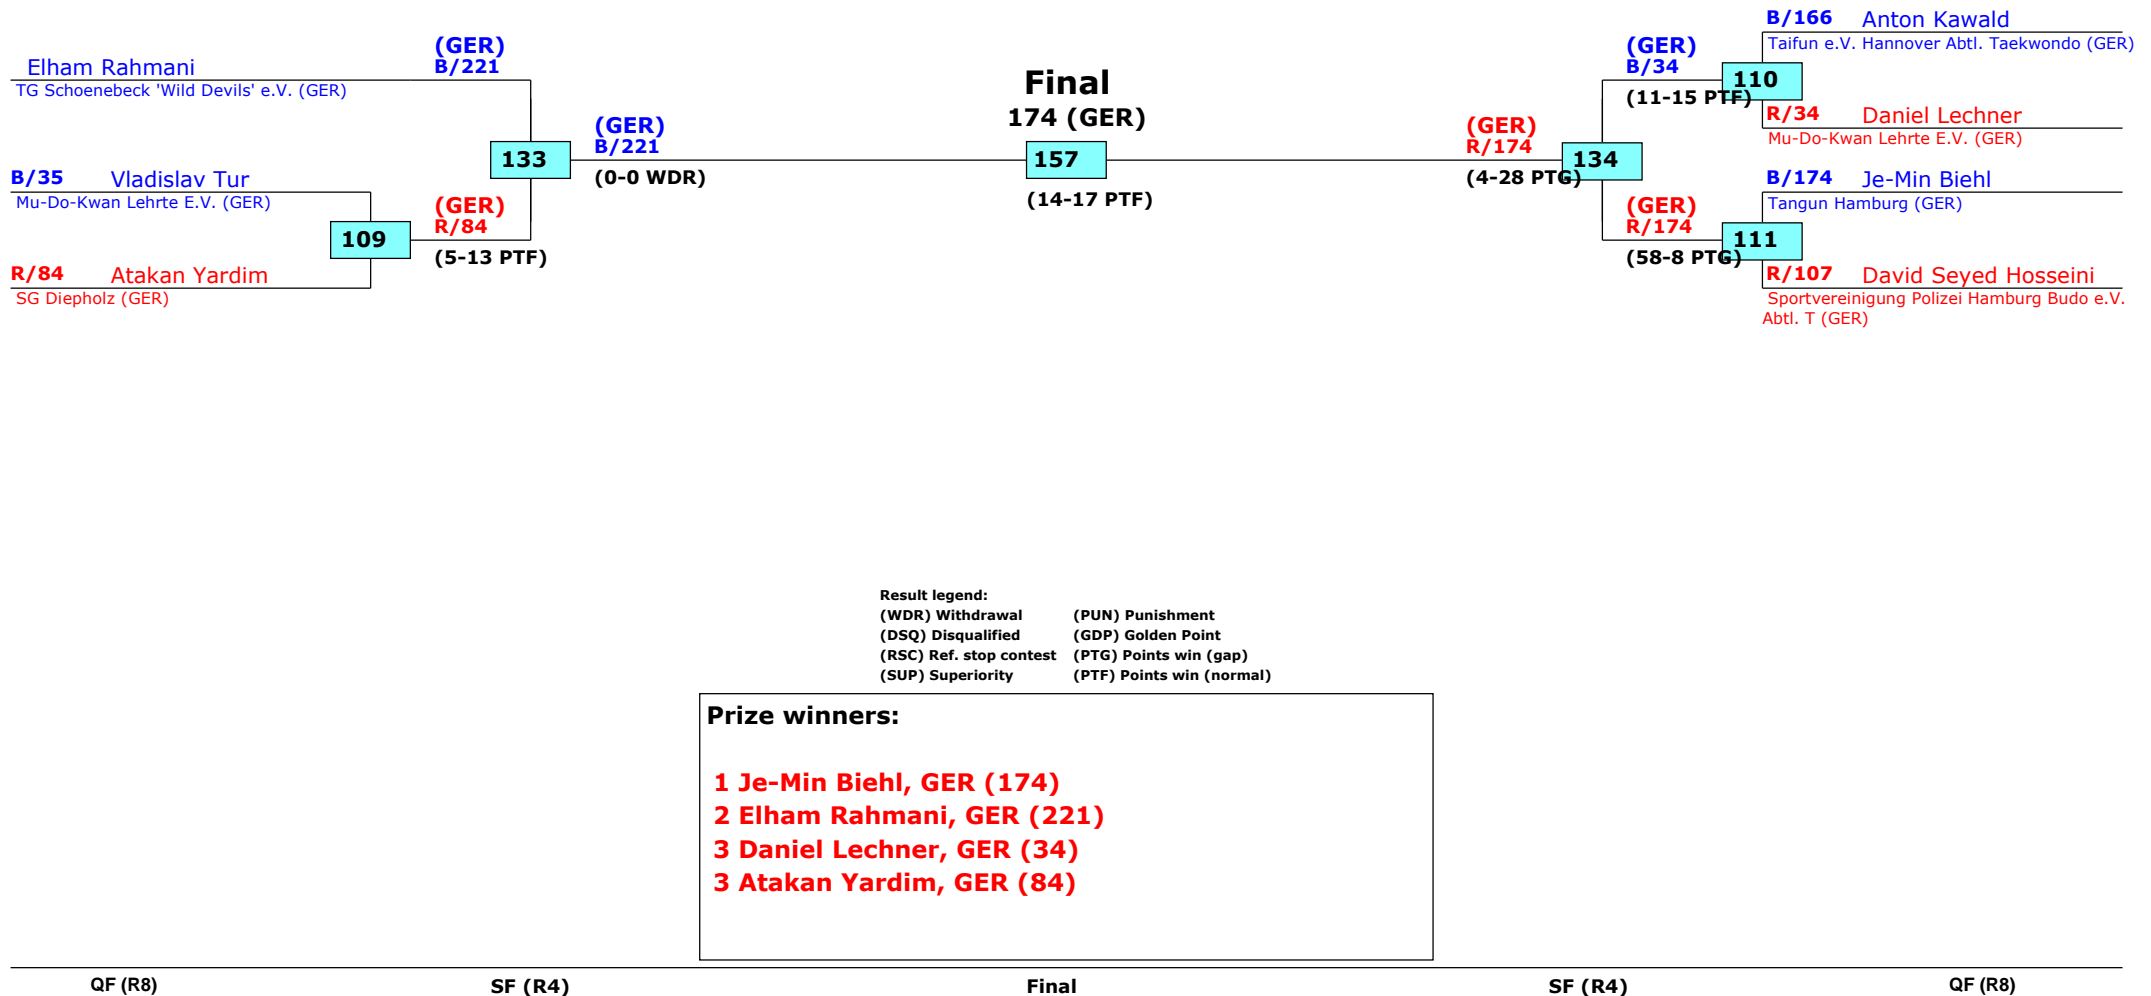 Elham Rahmani
TG Schoenebeck 'Wild Devils' e.V. (GER)
(GER)
B/221
B/35 Vladislav Tur
Mu-Do-Kwan Lehrte E.V. (GER)
R/84 Atakan Yardim
SG Diepholz (GER)
109
(GER)
R/84
(5-13 PTF)
133
(GER)
B/221
(0-0 WDR)
Final
174 (GER)
157
(14-17 PTF)
(GER)
R/174
(4-28 PTG)
134
(GER)
B/34
(11-15 PTF)
110
B/166 Anton Kawald
Taifun e.V. Hannover Abtl. Taekwondo (GER)
R/34 Daniel Lechner
Mu-Do-Kwan Lehrte E.V. (GER)
(GER)
R/174
(58-8 PTG)
111
B/174 Je-Min Biehl
Tangun Hamburg (GER)
R/107 David Seyed Hosseini
Sportvereinigung Polizei Hamburg Budo e.V.
Abtl. T (GER)
Result legend:
(WDR) Withdrawal (PUN) Punishment
(DSQ) Disqualified (GDP) Golden Point
(RSC) Ref. stop contest (PTG) Points win (gap)
(SUP) Superiority (PTF) Points win (normal)
Prize winners:
1 Je-Min Biehl, GER (174)
2 Elham Rahmani, GER (221)
3 Daniel Lechner, GER (34)
3 Atakan Yardim, GER (84)
QF (R8) SF (R4) Final SF (R4) QF (R8)